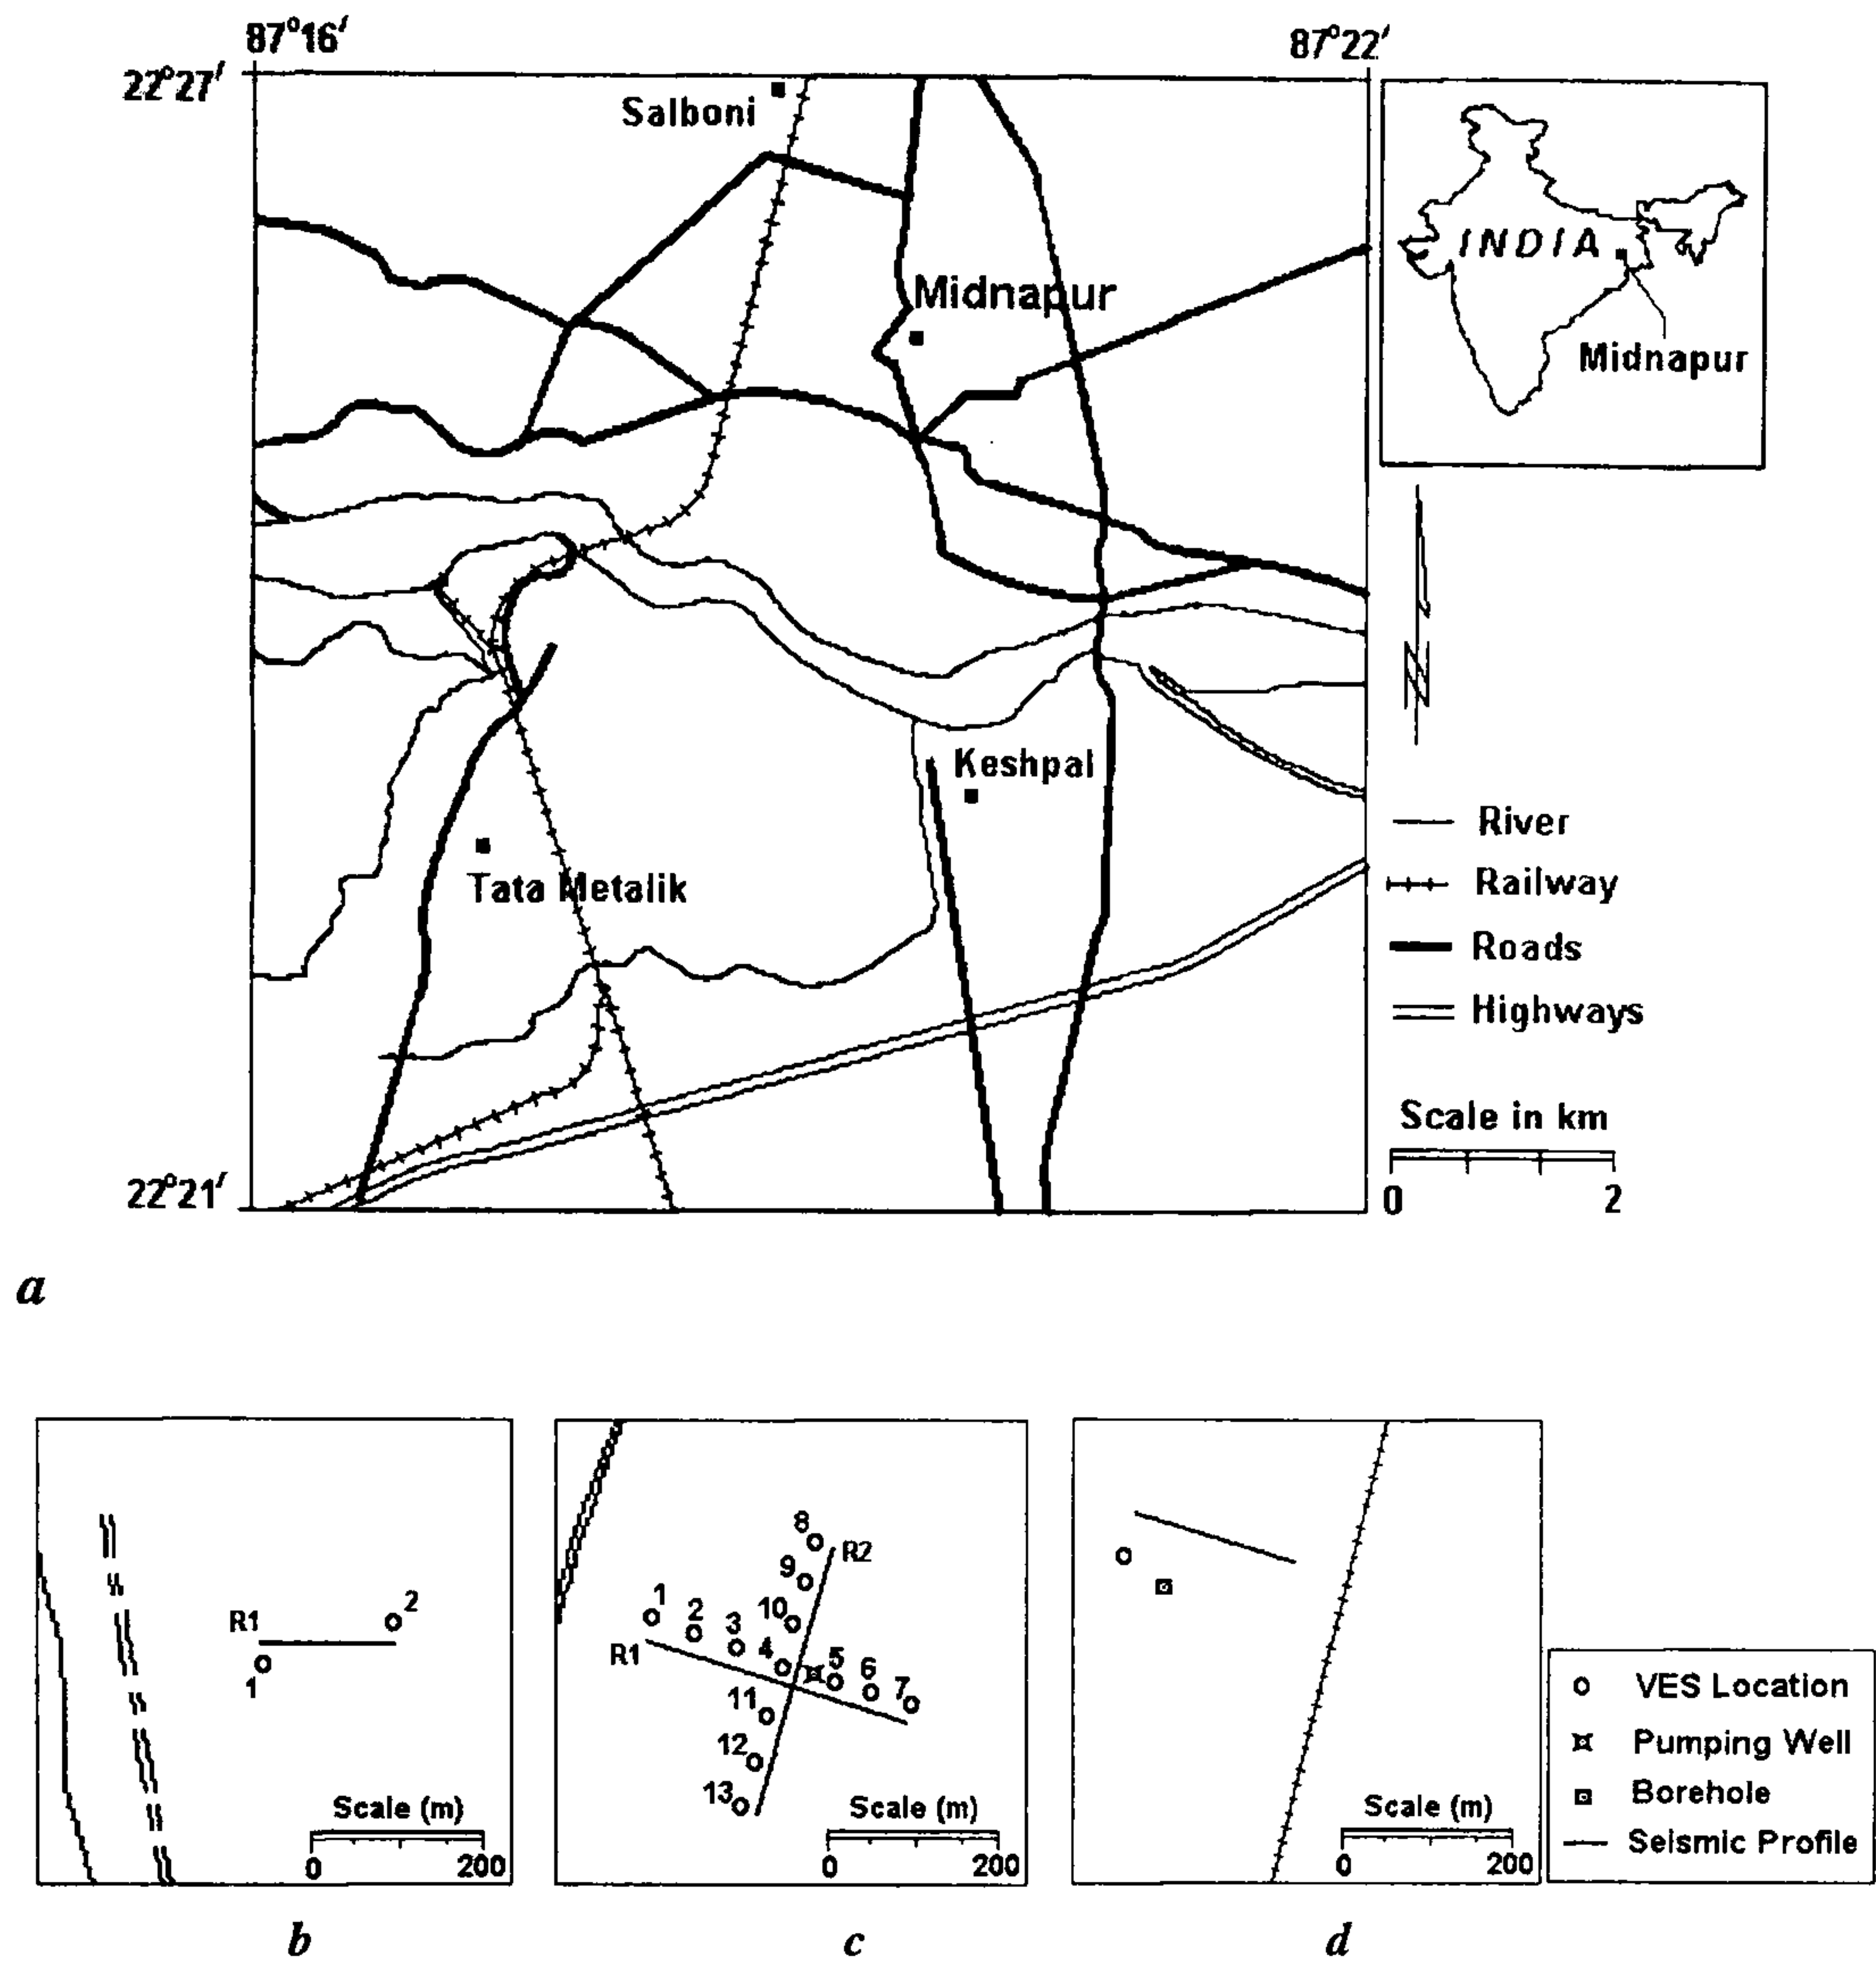 87°16′
87°22′
22°27′
Salboni
Midnapur
INDIA
Midnapur
Keshpal
Tata Metalik
River
Railway
Roads
Highways
Scale in km
0 2
22°21′
N
a
R1
2
1
Scale (m)
0 200
b
8
R2
9
1
2
10
3
R1
4
5
6
7
11
12
13
Scale (m)
0 200
c
Scale (m)
0 200
d
VES Location
Pumping Well
Borehole
Seismic Profile